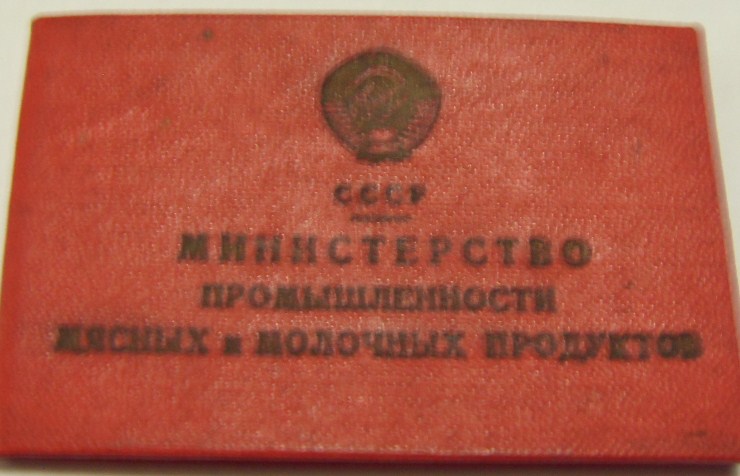 СССР
МИНИСТЕРСТВО
ПРОМЫШЛЕННОСТИ
МЯСНЫХ и МОЛОЧНЫХ ПРОДУКТОВ